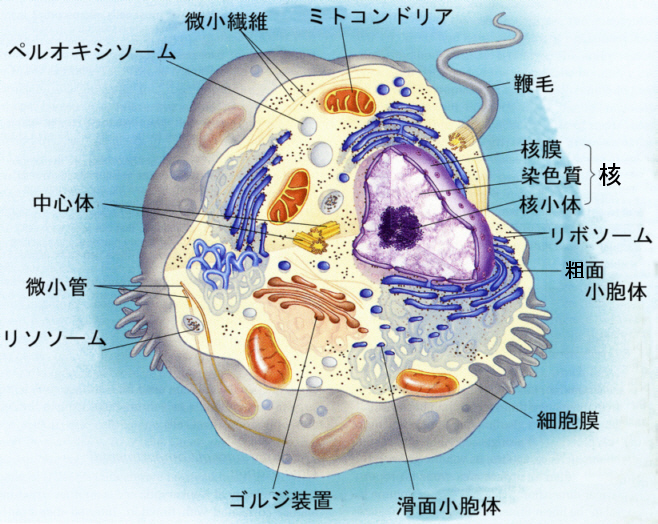 微小繊維
ミトコンドリア
ペルオキシソーム
鞭毛
核膜
染色質
核
核小体
中心体
リボソーム
粗面
小胞体
微小管
リソソーム
細胞膜
ゴルジ装置
滑面小胞体